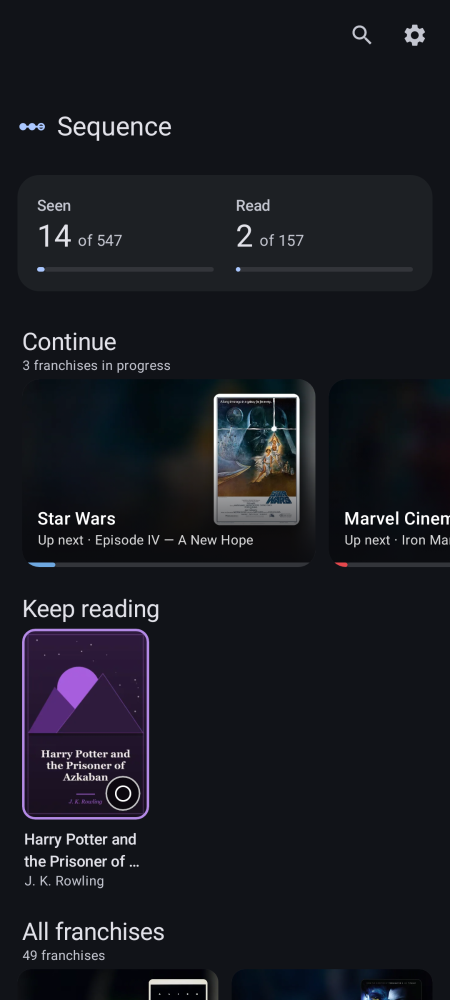 Sequence
Seen
14 of 547
Read
2 of 157
Continue
3 franchises in progress
Star Wars
Up next · Episode IV — A New Hope
Marvel Cinem
Up next · Iron Ma
Keep reading
Harry Potter and
the Prisoner of
Azkaban
J. K. Rowling
Harry Potter and
the Prisoner of …
J. K. Rowling
All franchises
49 franchises